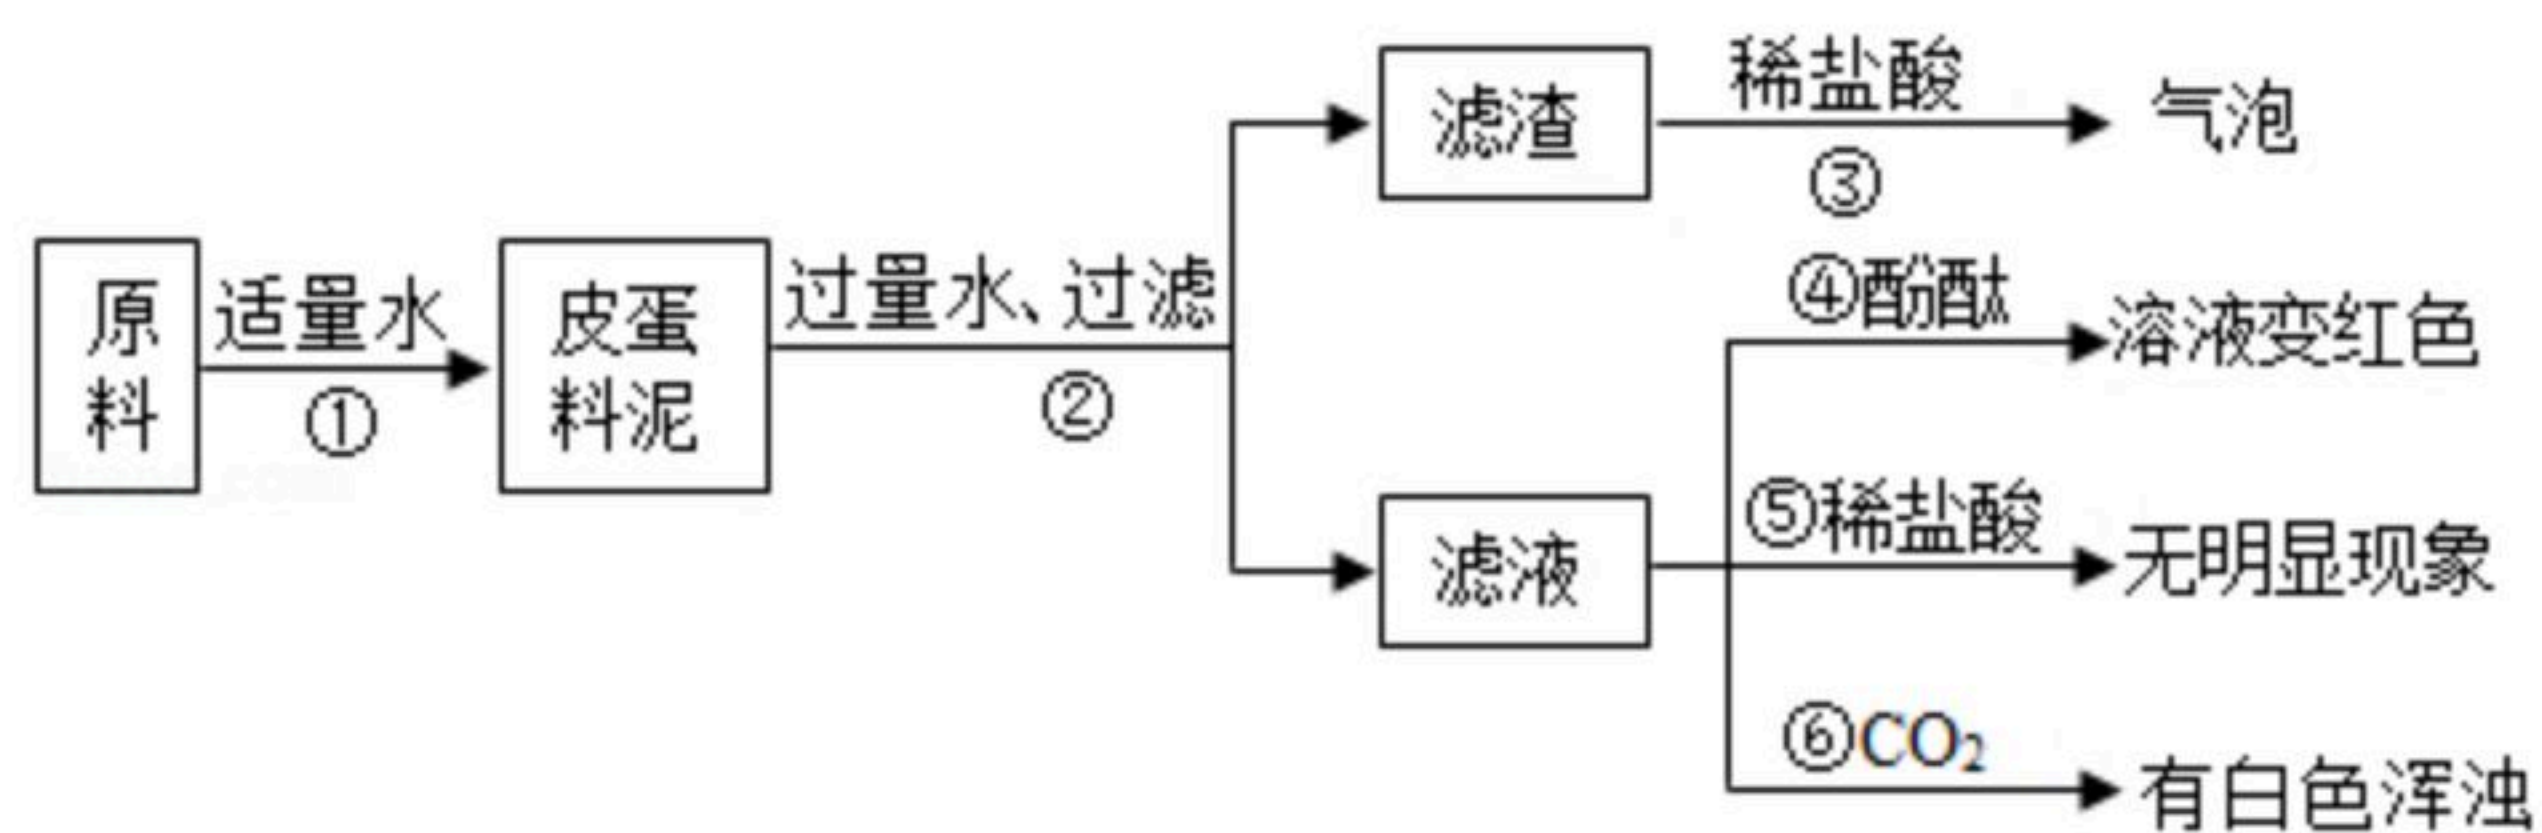 原料
适量水
①
皮蛋
料泥
过量水、过滤
②
滤渣
稀盐酸
③
气泡
滤液
④酚酞
溶液变红色
⑤稀盐酸
无明显现象
⑥CO₂
有白色浑浊